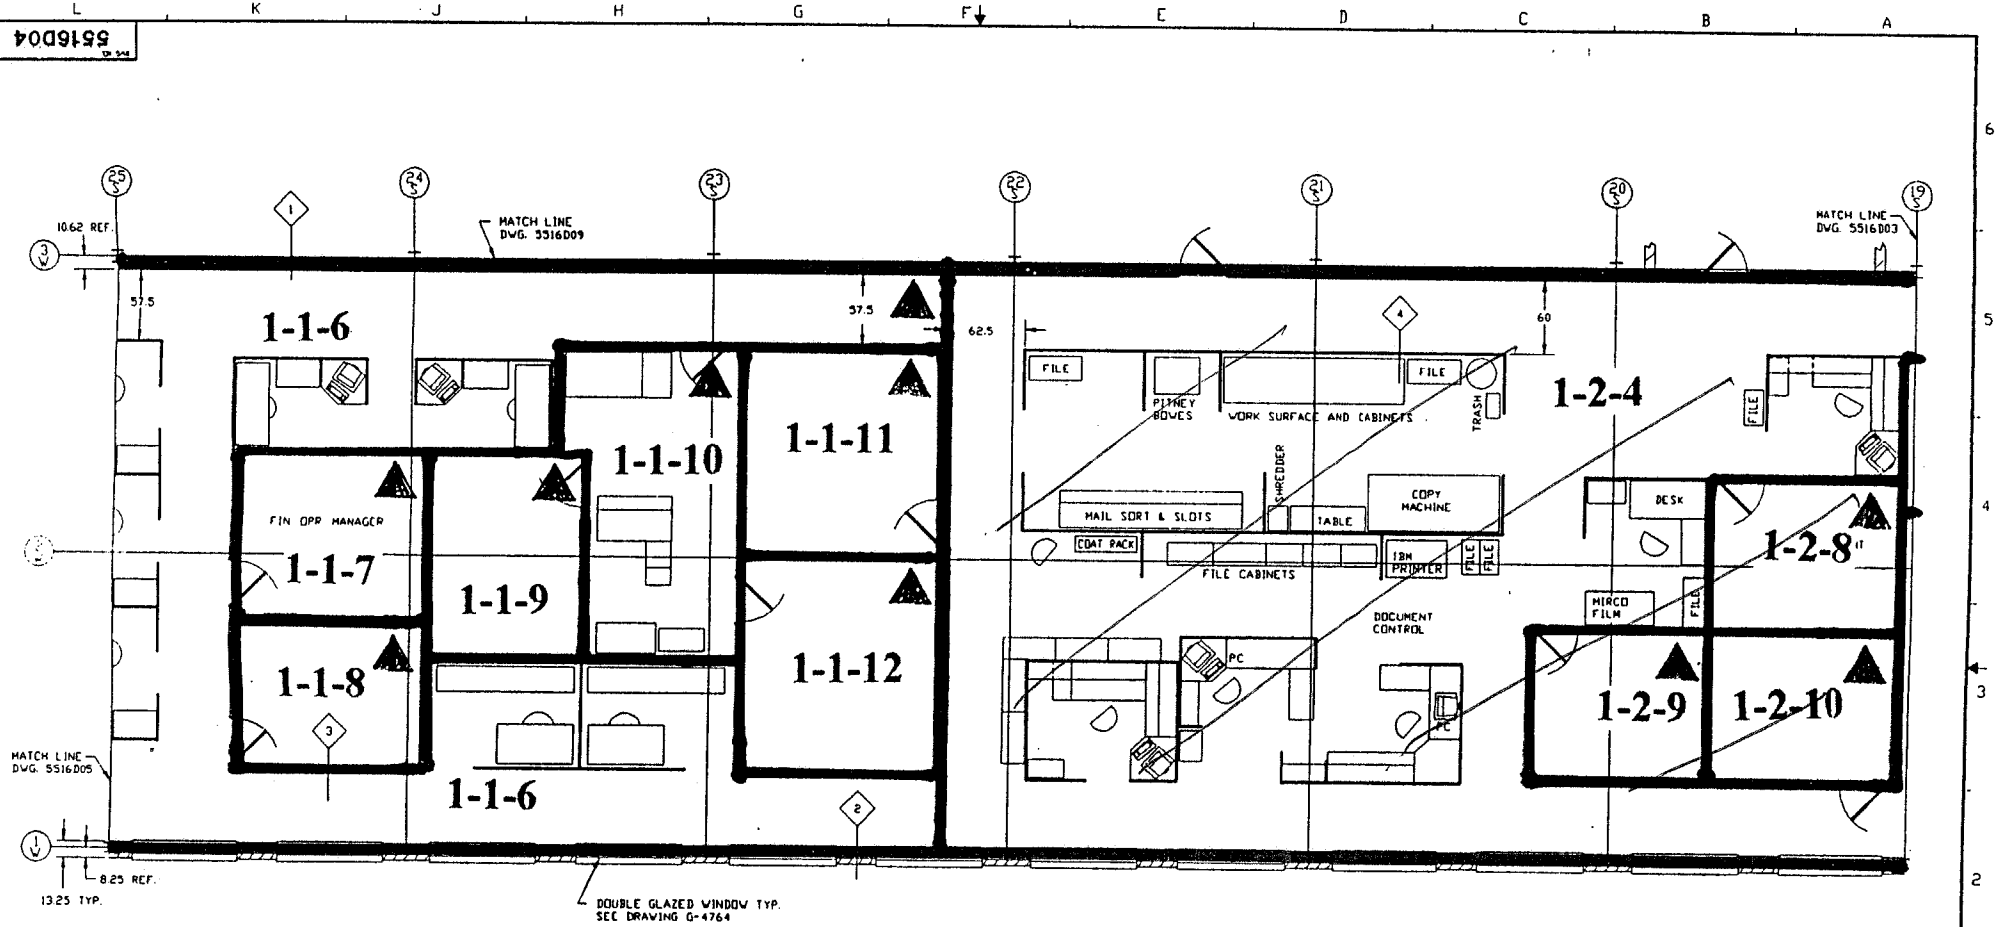 L K J H G F E D C B A
5516D04
6
25
S
24
S
23
S
22
S
21
S
20
S
19
S
1
MATCH LINE
DWG. 5516D09
MATCH LINE
DWG. 5516D03
10.62 REF.
3
W
57.5
1-1-6
57.5
62.5
4
60
5
FILE
PITNEY
BOWES
WORK SURFACE AND CABINETS
FILE
TRASH
1-2-4
FILE
1-1-10
1-1-11
SHREDDER
MAIL SORT & SLOTS
TABLE
COPY
MACHINE
DESK
4
FIN OPR MANAGER
1-1-7
COAT RACK
FILE CABINETS
IBM
PRINTER
FILE
FILE
1-2-8
1-1-9
MIRCO
FILM
FILE
DOCUMENT
CONTROL
1-1-8
1-1-12
PC
PC
1-2-9
1-2-10
3
3
MATCH LINE
DWG. 5516D05
1-1-6
2
1
W
8.25 REF.
13.25 TYP.
DOUBLE GLAZED WINDOW TYP.
SEE DRAWING G-4764
2